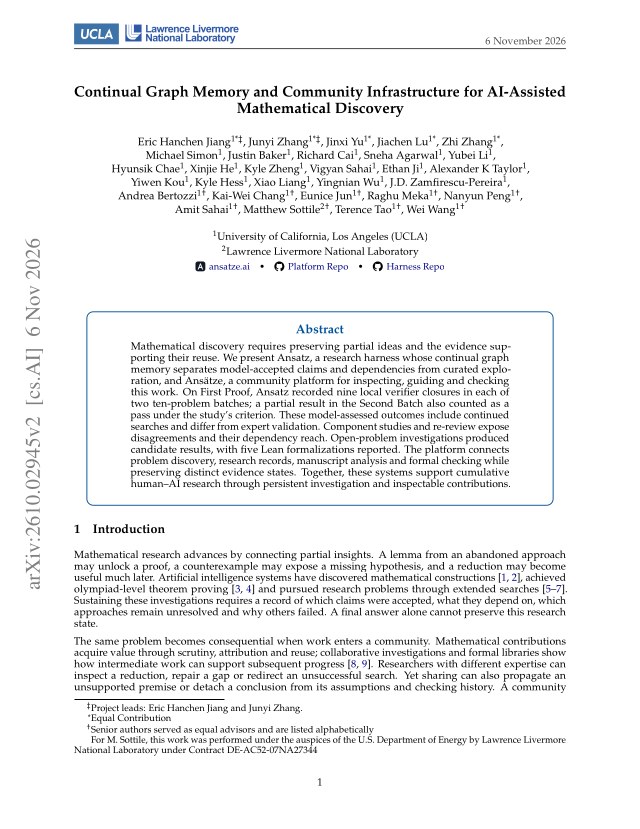 UCLA Lawrence Livermore National Laboratory
6 November 2026
Continual Graph Memory and Community Infrastructure for AI-Assisted
Mathematical Discovery
Eric Hanchen Jiang1*‡, Junyi Zhang1*‡, Jinxi Yu1*, Jiachen Lu1*, Zhi Zhang1*,
Michael Simon1, Justin Baker1, Richard Cai1, Sneha Agarwal1, Yubei Li1,
Hyunsik Chae1, Xinjie He1, Kyle Zheng1, Vigyan Sahai1, Ethan Ji1, Alexander K Taylor1,
Yiwen Kou1, Kyle Hess1, Xiao Liang1, Yingnian Wu1, J.D. Zamfirescu-Pereira1,
Andrea Bertozzi1†, Kai-Wei Chang1†, Eunice Jun1†, Raghu Meka1†, Nanyun Peng1†,
Amit Sahai1†, Matthew Sottile2†, Terence Tao1†, Wei Wang1†
1University of California, Los Angeles (UCLA)
2Lawrence Livermore National Laboratory
A ansatze.ai • Platform Repo • Harness Repo
Abstract
Mathematical discovery requires preserving partial ideas and the evidence sup-
porting their reuse. We present Ansatz, a research harness whose continual graph
memory separates model-accepted claims and dependencies from curated explo-
ration, and Ansätze, a community platform for inspecting, guiding and checking
this work. On First Proof, Ansatz recorded nine local verifier closures in each of
two ten-problem batches; a partial result in the Second Batch also counted as a
pass under the study's criterion. These model-assessed outcomes include continued
searches and differ from expert validation. Component studies and re-review expose
disagreements and their dependency reach. Open-problem investigations produced
candidate results, with five Lean formalizations reported. The platform connects
problem discovery, research records, manuscript analysis and formal checking while
preserving distinct evidence states. Together, these systems support cumulative
human–AI research through persistent investigation and inspectable contributions.
arXiv:2610.02945v2 [cs.AI] 6 Nov 2026
1 Introduction
Mathematical research advances by connecting partial insights. A lemma from an abandoned approach
may unlock a proof, a counterexample may expose a missing hypothesis, and a reduction may become
useful much later. Artificial intelligence systems have discovered mathematical constructions [1, 2], achieved
olympiad-level theorem proving [3, 4] and pursued research problems through extended searches [5–7].
Sustaining these investigations requires a record of which claims were accepted, what they depend on, which
approaches remain unresolved and why others failed. A final answer alone cannot preserve this research
state.
The same problem becomes consequential when work enters a community. Mathematical contributions
acquire value through scrutiny, attribution and reuse; collaborative investigations and formal libraries show
how intermediate work can support subsequent progress [8, 9]. Researchers with different expertise can
inspect a reduction, repair a gap or redirect an unsuccessful search. Yet sharing can also propagate an
unsupported premise or detach a conclusion from its assumptions and checking history. A community
‡Project leads: Eric Hanchen Jiang and Junyi Zhang.
*Equal Contribution
†Senior authors served as equal advisors and are listed alphabetically
For M. Sottile, this work was performed under the auspices of the U.S. Department of Energy by Lawrence Livermore
National Laboratory under Contract DE-AC52-07NA27344
1